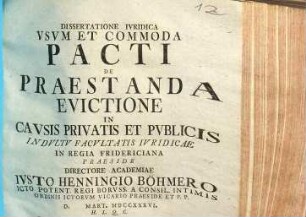 12
DISSERTATIONE IVRIDICA
VSVM ET COMMODA
PACTI
DE
PRAESTANDA
EVICTIONE
IN
CAVSIS PRIVATIS ET PVBLICIS
INDVLTV FACVLTATIS IVRIDICAE
IN REGIA FRIDERICIANA
PRAESIDE
DIRECTORE ACADEMIAE
IVSTO HENNINGIO BÖHMERO
ICTO POTENT. REGI BORVSS. A CONSIL. INTIMIS
ORDINIS ICTORVM VICARIO PRAESIDE ET P. P.
D. MART. MDCCXXXVI.
H. L. Q. C.